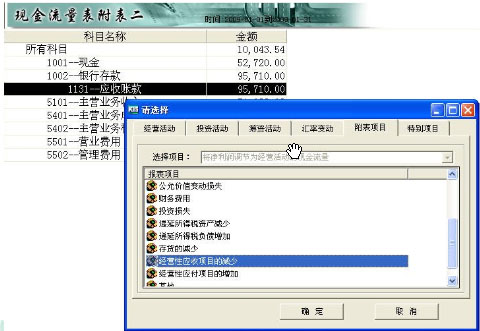 现金流量表附表二
时间
科目名称 金额
所有科目 10,043.54
1001--现金 52,720.00
1002--银行存款 95,710.00
1131--应收账款 95,710.00
5101--主营业务
5401--主营业务
5402--主营业务
5501--营业费用
5502--管理费用
请选择
经营活动 投资活动 筹资活动 汇率变动 附表项目 特别项目
选择项目： 将净利润调节为经营活动 现金流量
报表项目
公允价值变动损失
财务费用
投资损失
递延所得税资产减少
递延所得税负债增加
存货的减少
经营性应收项目的减少
经营性应付项目的增加
确 定 取 消